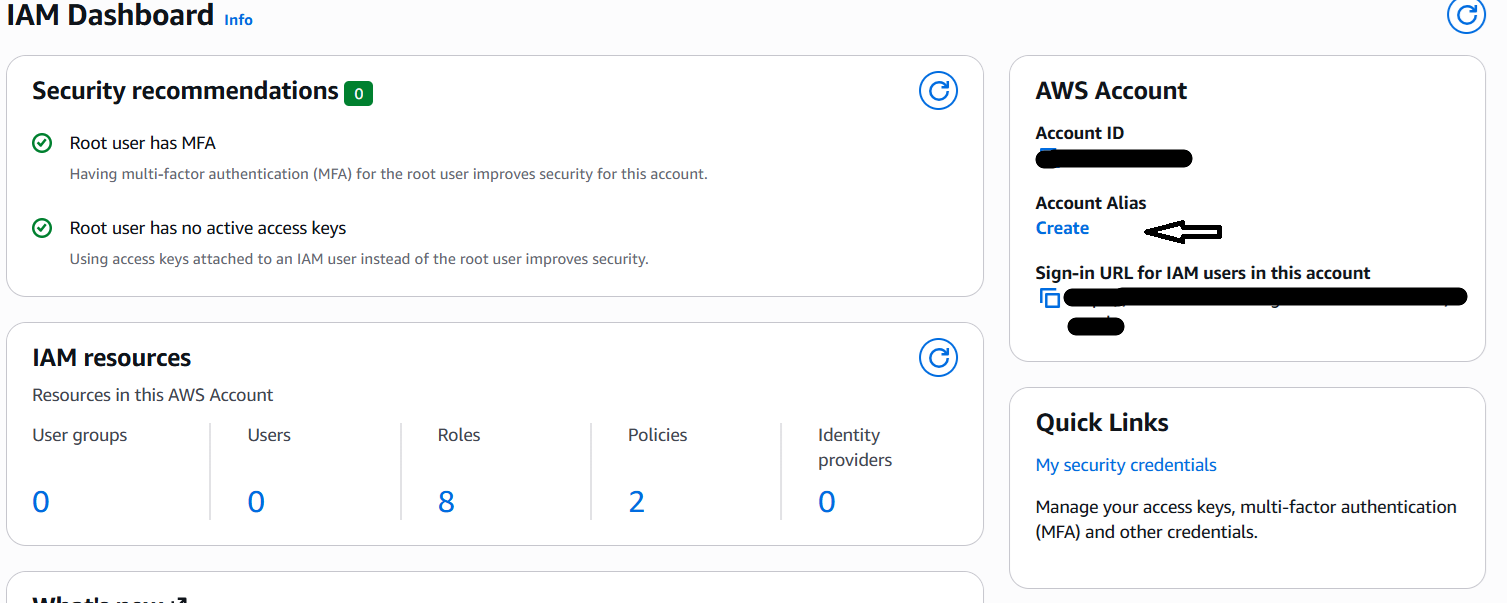 IAM Dashboard Info
Security recommendations 0
Root user has MFA
Having multi-factor authentication (MFA) for the root user improves security for this account.
Root user has no active access keys
Using access keys attached to an IAM user instead of the root user improves security.
IAM resources
Resources in this AWS Account
User groups
0
Users
0
Roles
8
Policies
2
Identity
providers
0
What's new
AWS Account
Account ID
Account Alias
Create
Sign-in URL for IAM users in this account
Quick Links
My security credentials
Manage your access keys, multi-factor authentication
(MFA) and other credentials.